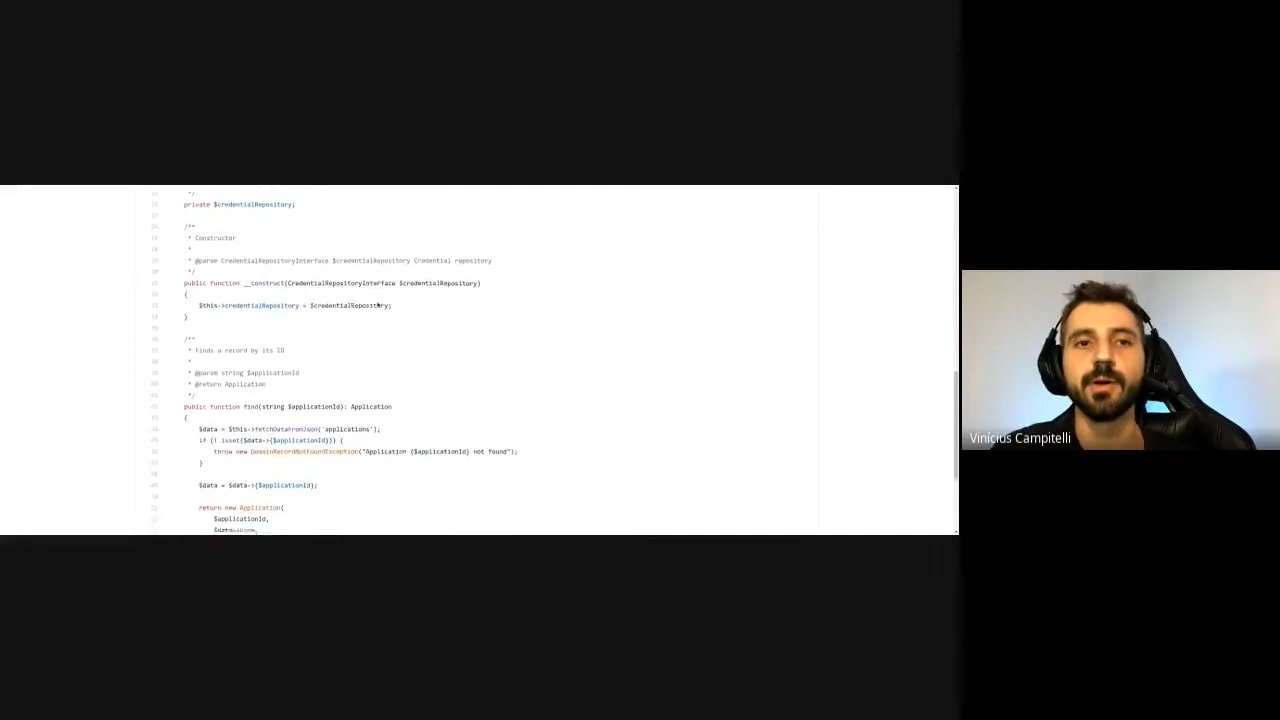 */
private $credentialRepository;
/**
* Constructor
*
* @param CredentialRepositoryInterface $credentialRepository Credential repository
*/
public function __construct(CredentialRepositoryInterface $credentialRepository)
{
$this->credentialRepository = $credentialRepository;
}
/**
* Finds a record by its ID
*
* @param string $applicationId
* @return Application
*/
public function find(string $applicationId): Application
{
$data = $this->fetchDataFromJson('applications');
if (! isset($data->{$applicationId})) {
throw new DomainRecordNotFoundException("Application {$applicationId} not found");
}
$data = $data->{$applicationId};
return new Application(
$applicationId,
Vinícius Campitelli